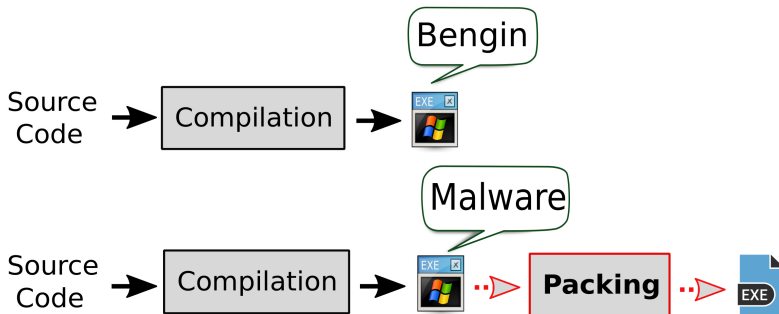 Bengin
Source
Code
Compilation
EXE
Malware
Source
Code
Compilation
EXE
Packing
EXE